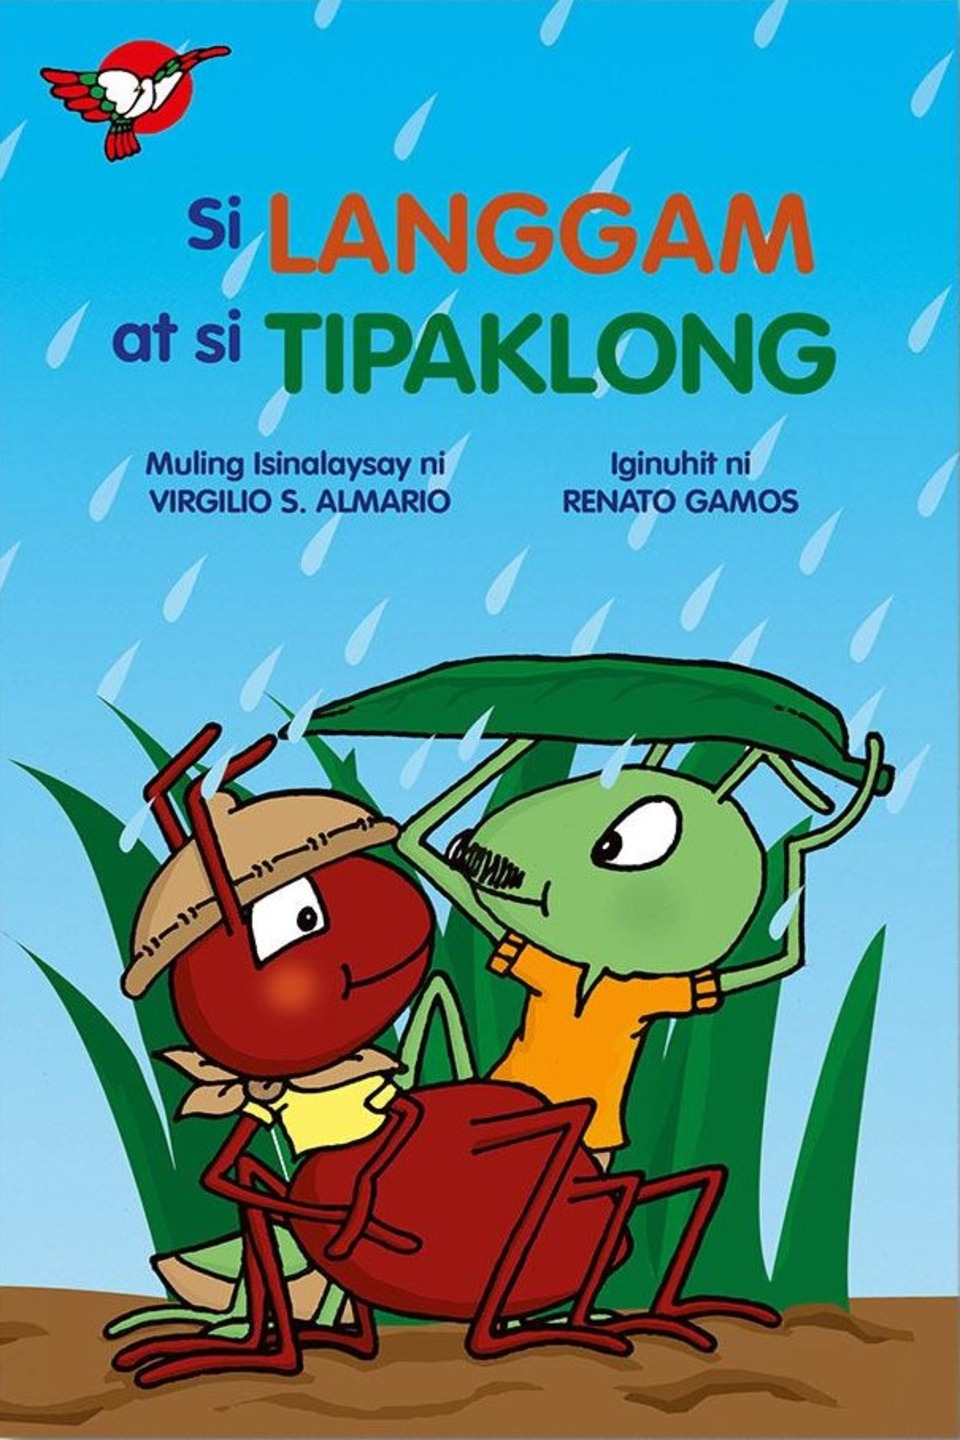 Si LANGGAM
at si TIPAKLONG
Muling Isinalaysay ni
VIRGILIO S. ALMARIO
Iginuhit ni
RENATO GAMOS